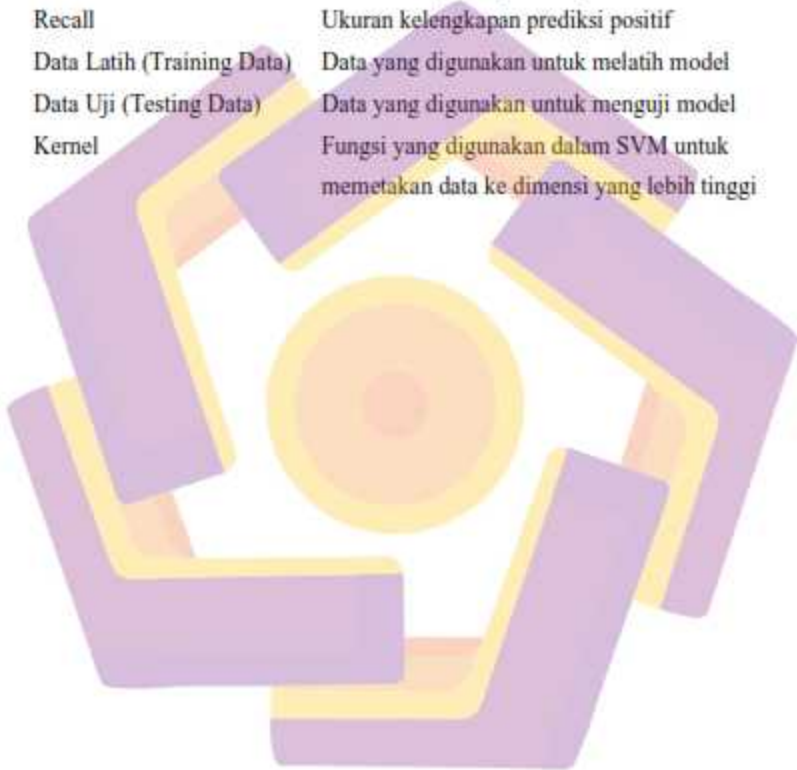 Recall Ukuran kelengkapan prediksi positif
Data Latih (Training Data) Data yang digunakan untuk melatih model
Data Uji (Testing Data) Data yang digunakan untuk menguji model
Kernel Fungsi yang digunakan dalam SVM untuk
memetakan data ke dimensi yang lebih tinggi